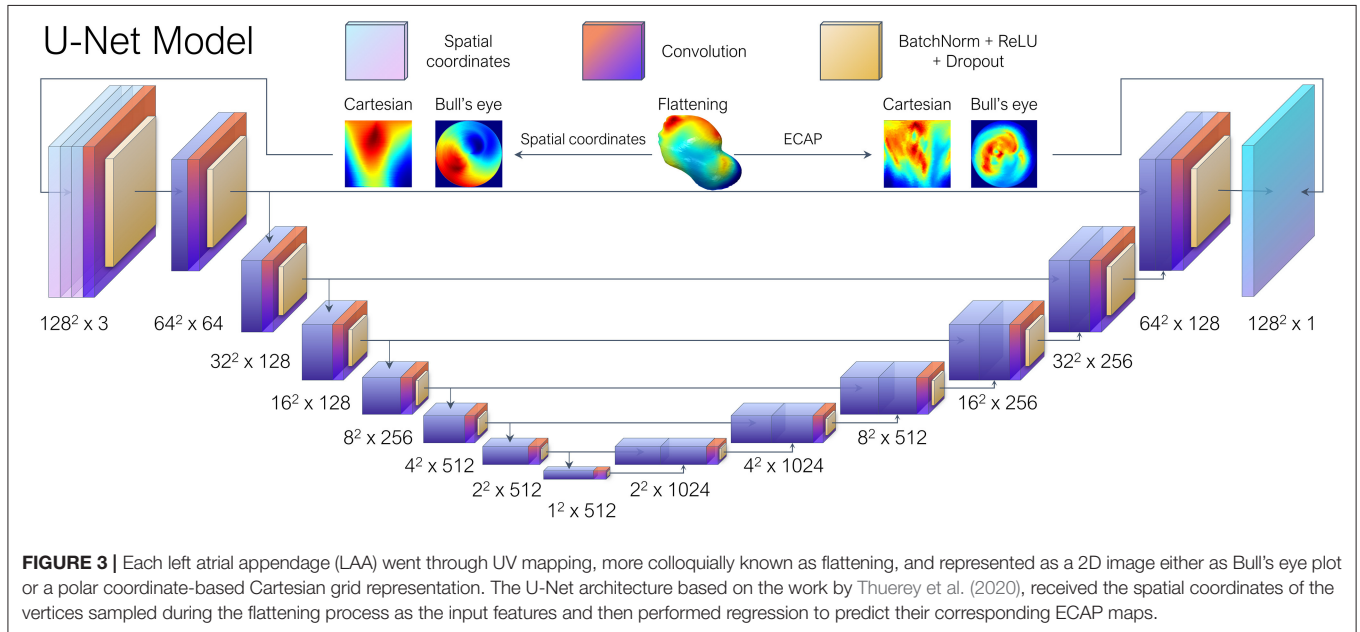 U-Net Model
Spatial
coordinates
Convolution
BatchNorm + ReLU
+ Dropout
Cartesian
Bull's eye
Flattening
Cartesian
Bull's eye
Spatial coordinates
ECAP
128² x 3
64² x 64
32² x 128
16² x 128
8² x 256
4² x 512
2² x 512
1² x 512
2² x 1024
4² x 1024
8² x 512
16² x 256
32² x 256
64² x 128
128² x 1
FIGURE 3 | Each left atrial appendage (LAA) went through UV mapping, more colloquially known as flattening, and represented as a 2D image either as Bull's eye plot
or a polar coordinate-based Cartesian grid representation. The U-Net architecture based on the work by Thuerey et al. (2020), received the spatial coordinates of the
vertices sampled during the flattening process as the input features and then performed regression to predict their corresponding ECAP maps.